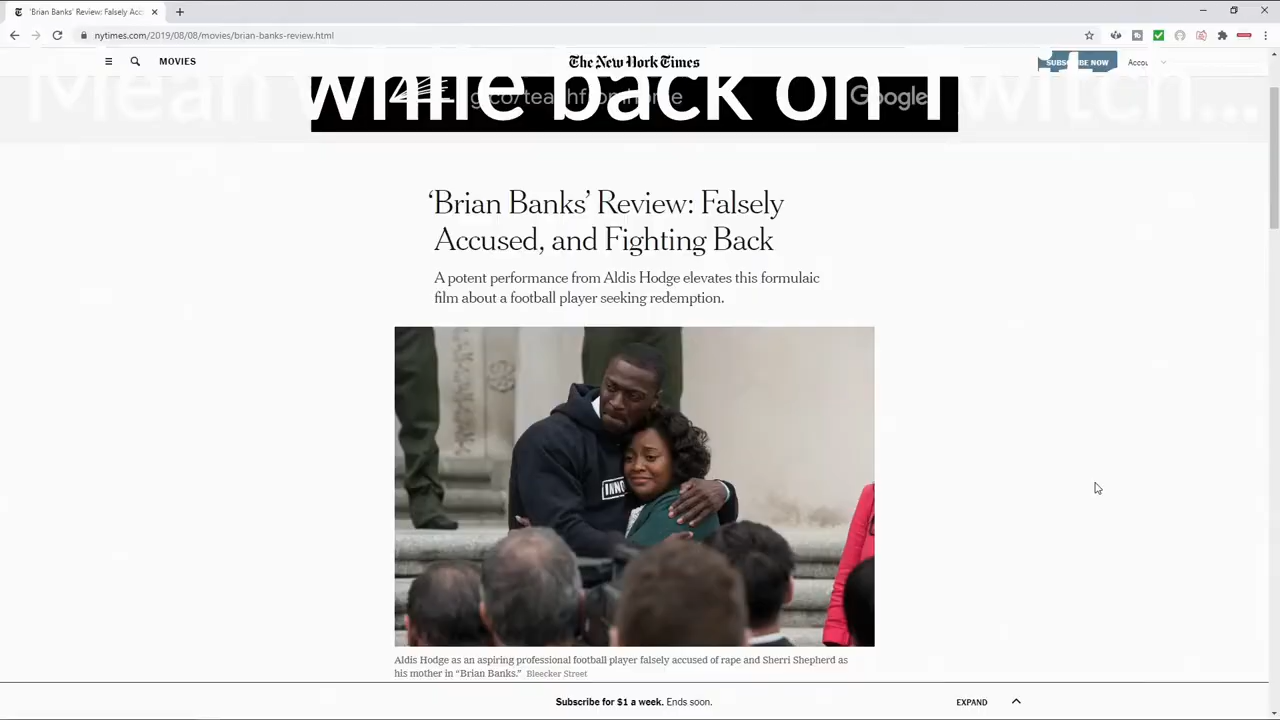 'Brian Banks' Review: Falsely Acc
nytimes.com/2019/08/08/movies/brian-banks-review.html
MOVIES
The New York Times
SUBSCRIBE NOW
Accou
Meanwhile back on Twitch...
g.co/teachfromhome
Google
‘Brian Banks’ Review: Falsely
Accused, and Fighting Back
A potent performance from Aldis Hodge elevates this formulaic
film about a football player seeking redemption.
INNO
Aldis Hodge as an aspiring professional football player falsely accused of rape and Sherri Shepherd as
his mother in “Brian Banks.” Bleecker Street
Subscribe for $1 a week. Ends soon.
EXPAND